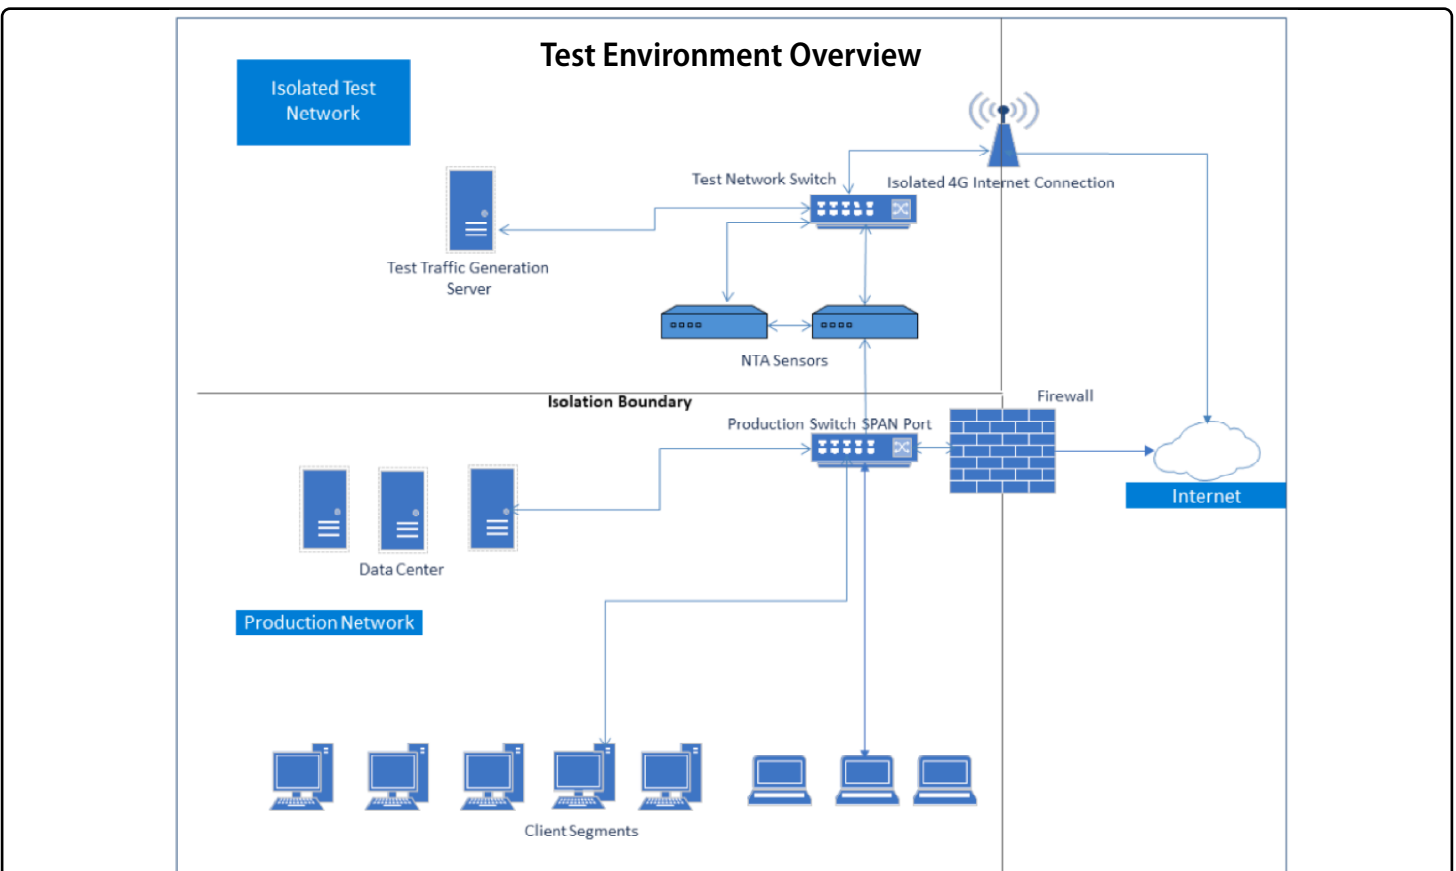 Test Environment Overview
Isolated Test
Network
Test Network Switch
Isolated 4G Internet Connection
Test Traffic Generation
Server
NTA Sensors
Isolation Boundary
Firewall
Production Switch SPAN Port
Internet
Data Center
Production Network
Client Segments